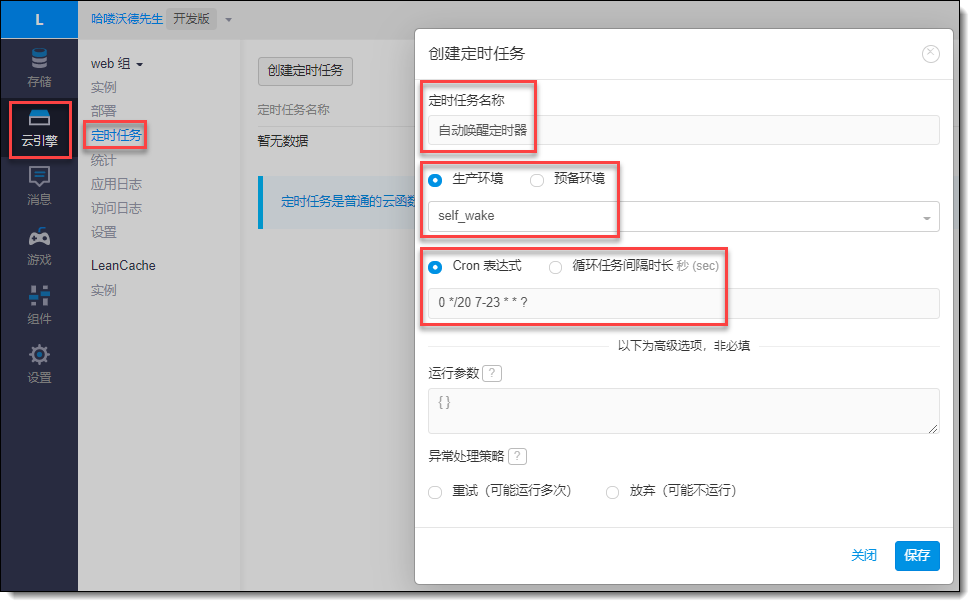 L
哈喽沃德先生 开发版
存储
云引擎
消息
游戏
组件
设置
web 组
实例
部署
定时任务
统计
应用日志
访问日志
设置
LeanCache
实例
创建定时任务
定时任务名称
暂无数据
定时任务是普通的云函数
创建定时任务
定时任务名称
自动唤醒定时器
生产环境 预备环境
self_wake
Cron 表达式 循环任务间隔时长 秒 (sec)
0 */20 7-23 * * ?
以下为高级选项，非必填
运行参数 ?
{ }
异常处理策略 ?
重试（可能运行多次） 放弃（可能不运行）
关闭 保存